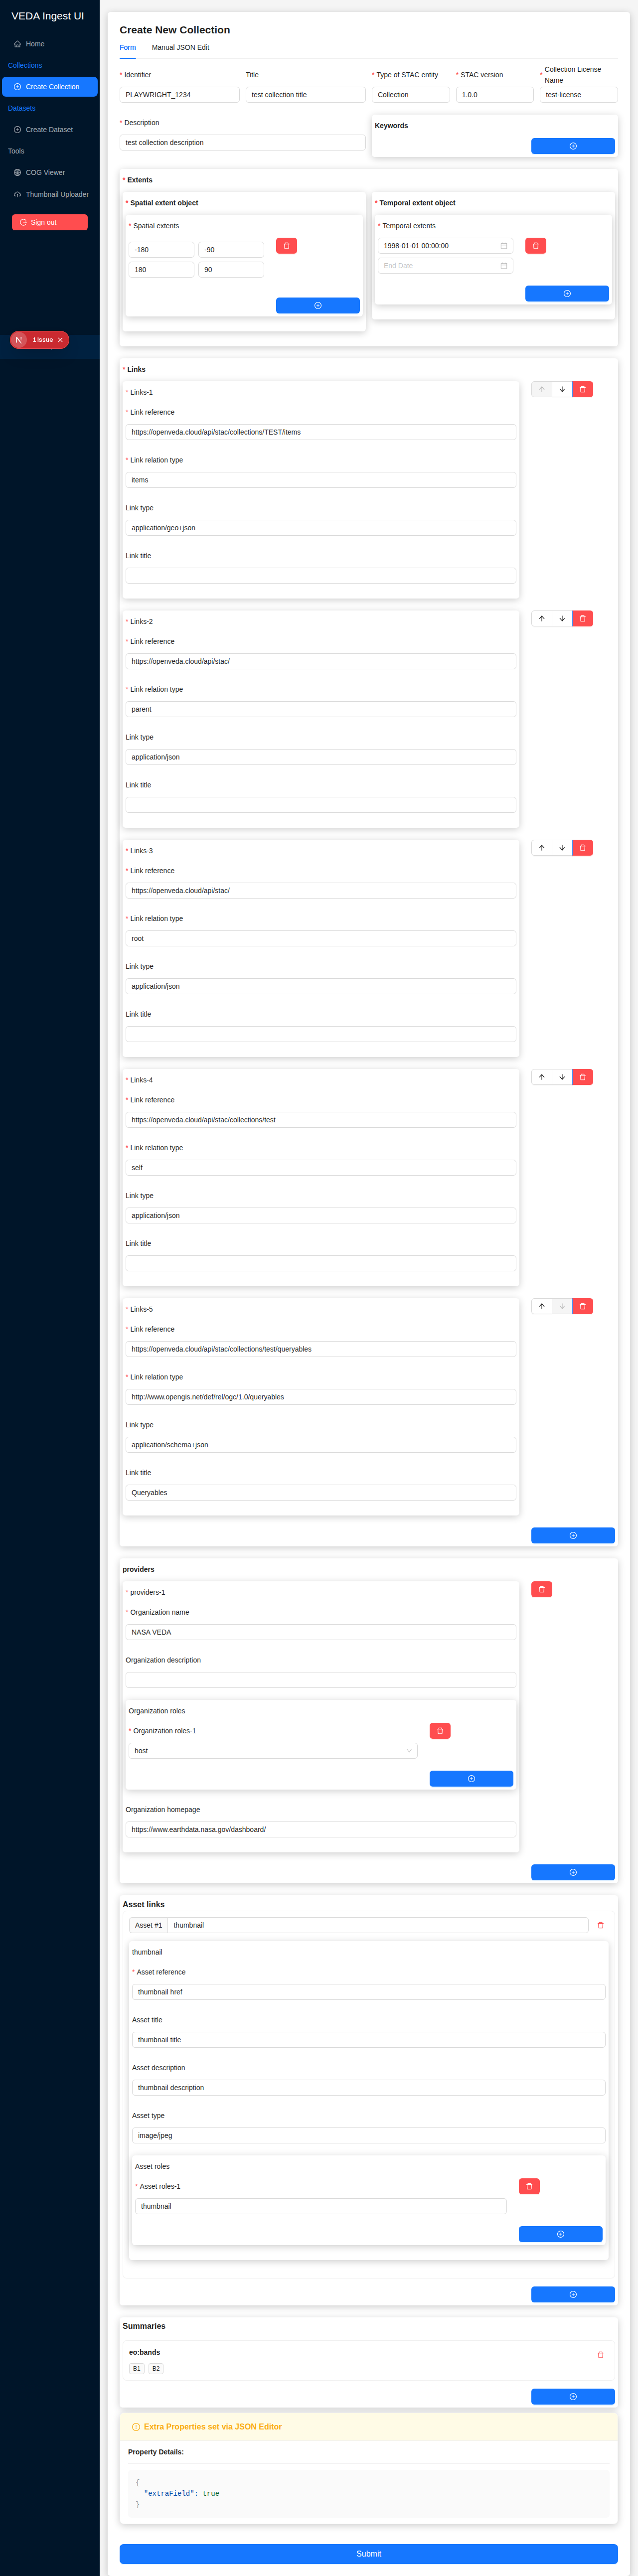 VEDA Ingest UI
Home
Collections
Create Collection
Datasets
Create Dataset
Tools
COG Viewer
Thumbnail Uploader
Sign out
N 1 Issue
Create New Collection
Form Manual JSON Edit
* Identifier
PLAYWRIGHT_1234
Title
test collection title
* Type of STAC entity
Collection
* STAC version
1.0.0
* Collection License Name
test-license
* Description
test collection description
Keywords
* Extents
* Spatial extent object
* Spatial extents
-180 -90
180 90
* Temporal extent object
* Temporal extents
1998-01-01 00:00:00
End Date
* Links
* Links-1
* Link reference
https://openveda.cloud/api/stac/collections/TEST/items
* Link relation type
items
Link type
application/geo+json
Link title
* Links-2
* Link reference
https://openveda.cloud/api/stac/
* Link relation type
parent
Link type
application/json
Link title
* Links-3
* Link reference
https://openveda.cloud/api/stac/
* Link relation type
root
Link type
application/json
Link title
* Links-4
* Link reference
https://openveda.cloud/api/stac/collections/test
* Link relation type
self
Link type
application/json
Link title
* Links-5
* Link reference
https://openveda.cloud/api/stac/collections/test/queryables
* Link relation type
http://www.opengis.net/def/rel/ogc/1.0/queryables
Link type
application/schema+json
Link title
Queryables
providers
* providers-1
* Organization name
NASA VEDA
Organization description
Organization roles
* Organization roles-1
host
Organization homepage
https://www.earthdata.nasa.gov/dashboard/
Asset links
Asset #1 thumbnail
thumbnail
* Asset reference
thumbnail href
Asset title
thumbnail title
Asset description
thumbnail description
Asset type
image/jpeg
Asset roles
* Asset roles-1
thumbnail
Summaries
eo:bands
B1 B2
Extra Properties set via JSON Editor
Property Details:
{
"extraField": true
}
Submit